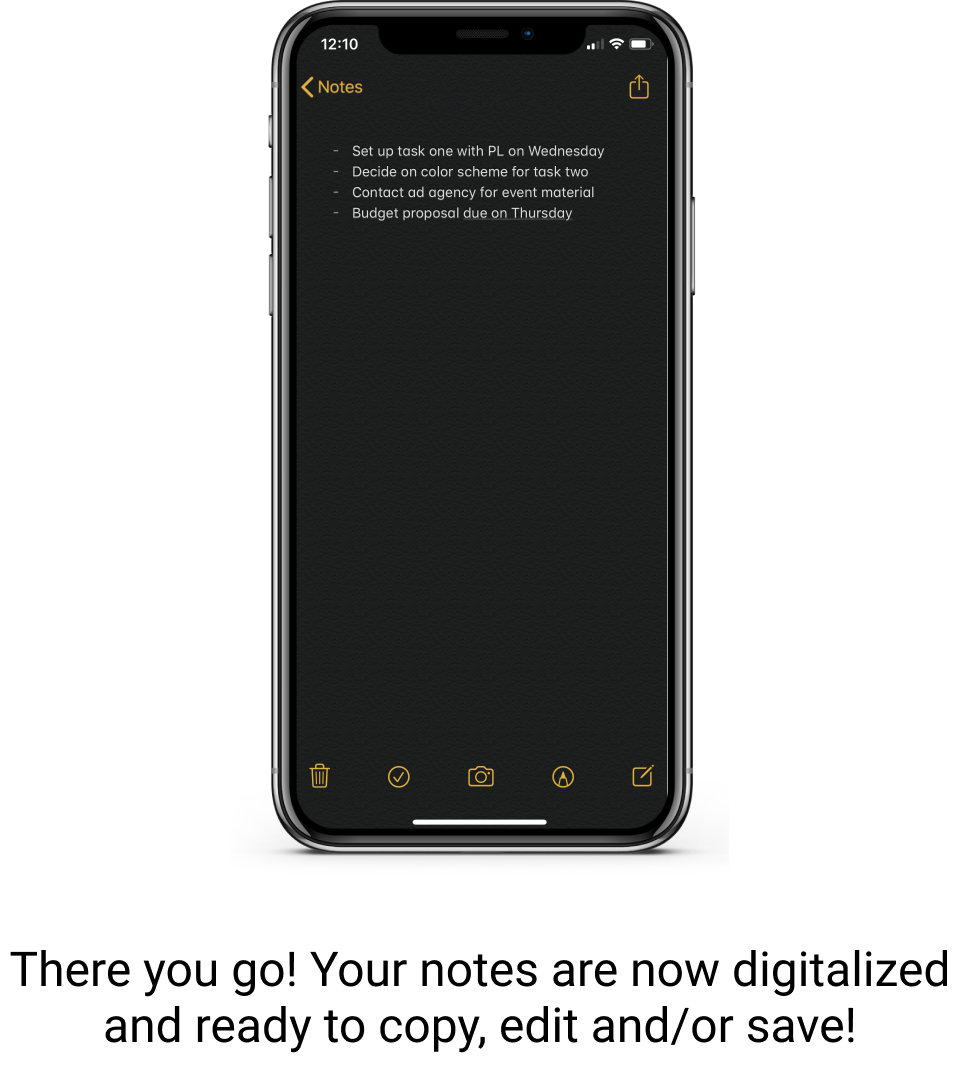 12:10
Notes
- Set up task one with PL on Wednesday
- Decide on color scheme for task two
- Contact ad agency for event material
- Budget proposal due on Thursday
There you go! Your notes are now digitalized
and ready to copy, edit and/or save!